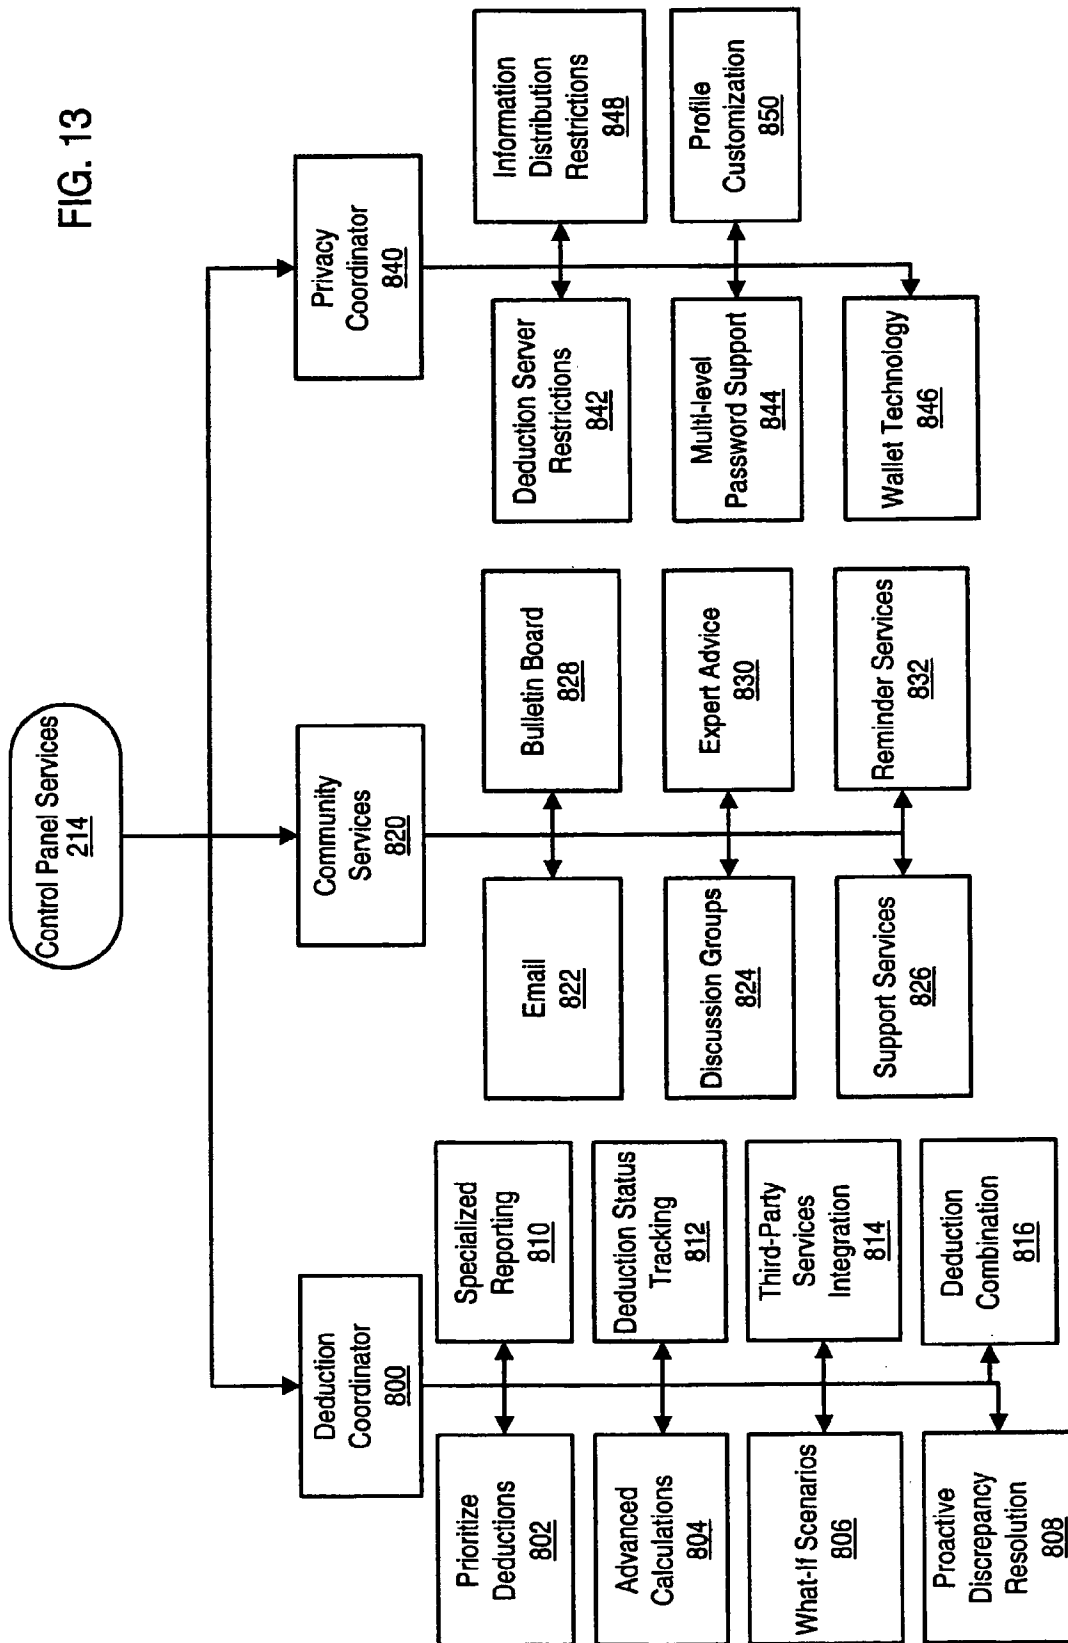 FIG. 13
Control Panel Services
214
Deduction
Coordinator
800
Prioritize
Deductions
802
Specialized
Reporting
810
Advanced
Calculations
804
Deduction Status
Tracking
812
What-If Scenarios
806
Third-Party
Services
Integration
814
Proactive
Discrepancy
Resolution
808
Deduction
Combination
816
Community
Services
820
Email
822
Bulletin Board
828
Discussion Groups
824
Expert Advice
830
Support Services
826
Reminder Services
832
Privacy
Coordinator
840
Deduction Server
Restrictions
842
Information
Distribution
Restrictions
848
Multi-level
Password Support
844
Profile
Customization
850
Wallet Technology
846